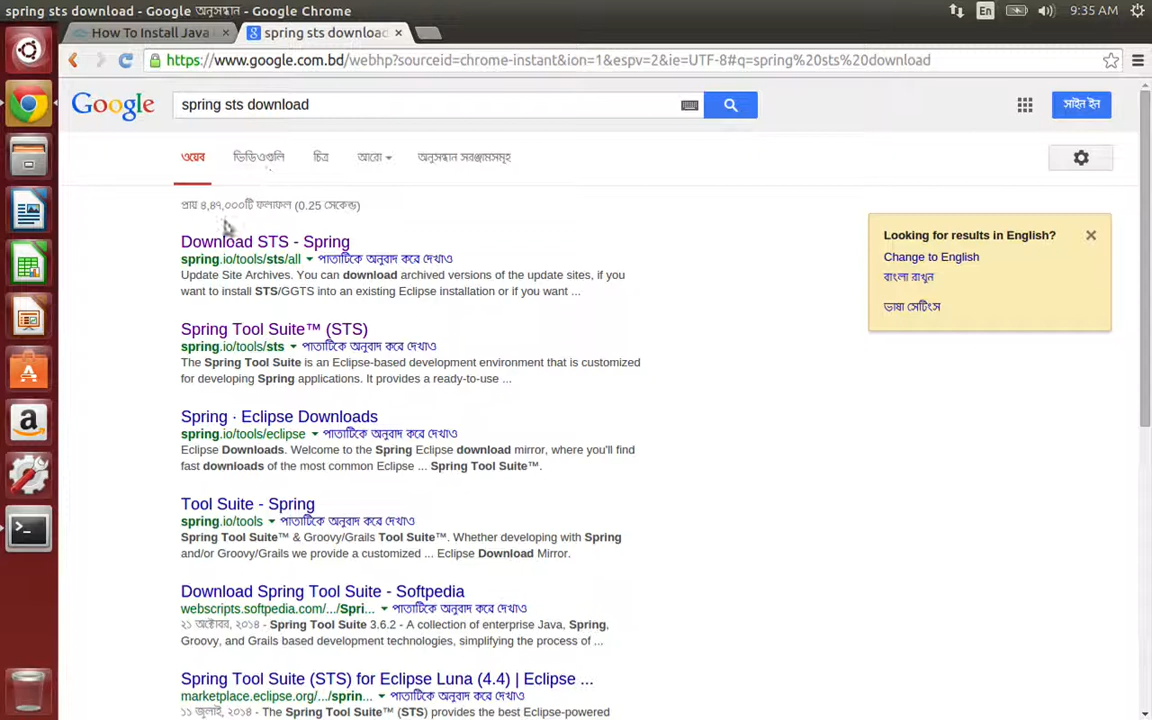 spring sts download - Google অনুসন্ধান - Google Chrome
En
9:35 AM
How To Install Java
spring sts download
https://www.google.com.bd/webhp?sourceid=chrome-instant&ion=1&espv=2&ie=UTF-8#q=spring%20sts%20download
Google
spring sts download
সাইন ইন
ওয়েব
ভিডিওগুলি
চিত্র
আরো
অনুসন্ধান সরঞ্জামসমূহ
প্রায় ৪,৪৭,০০০টি ফলাফল (0.25 সেকেন্ড)
Download STS - Spring
spring.io/tools/sts/all পাতাটিকে অনুবাদ করে দেখাও
Update Site Archives. You can download archived versions of the update sites, if you
want to install STS/GGTS into an existing Eclipse installation or if you want ...
Spring Tool Suite™ (STS)
spring.io/tools/sts পাতাটিকে অনুবাদ করে দেখাও
The Spring Tool Suite is an Eclipse-based development environment that is customized
for developing Spring applications. It provides a ready-to-use ...
Spring · Eclipse Downloads
spring.io/tools/eclipse পাতাটিকে অনুবাদ করে দেখাও
Eclipse Downloads. Welcome to the Spring Eclipse download mirror, where you'll find
fast downloads of the most common Eclipse ... Spring Tool Suite™.
Tool Suite - Spring
spring.io/tools পাতাটিকে অনুবাদ করে দেখাও
Spring Tool Suite™ & Groovy/Grails Tool Suite™. Whether developing with Spring
and/or Groovy/Grails we provide a customized ... Eclipse Download Mirror.
Download Spring Tool Suite - Softpedia
webscripts.softpedia.com/.../Spri... পাতাটিকে অনুবাদ করে দেখাও
২১ অক্টোবর, ২০১৪ - Spring Tool Suite 3.6.2 - A collection of enterprise Java, Spring,
Groovy, and Grails based development technologies, simplifying the process of ...
Spring Tool Suite (STS) for Eclipse Luna (4.4) | Eclipse ...
marketplace.eclipse.org/.../sprin... পাতাটিকে অনুবাদ করে দেখাও
১১ জুলাই, ২০১৪ - The Spring Tool Suite™ (STS) provides the best Eclipse-powered
Looking for results in English?
Change to English
বাংলা রাখুন
ভাষা সেটিংস